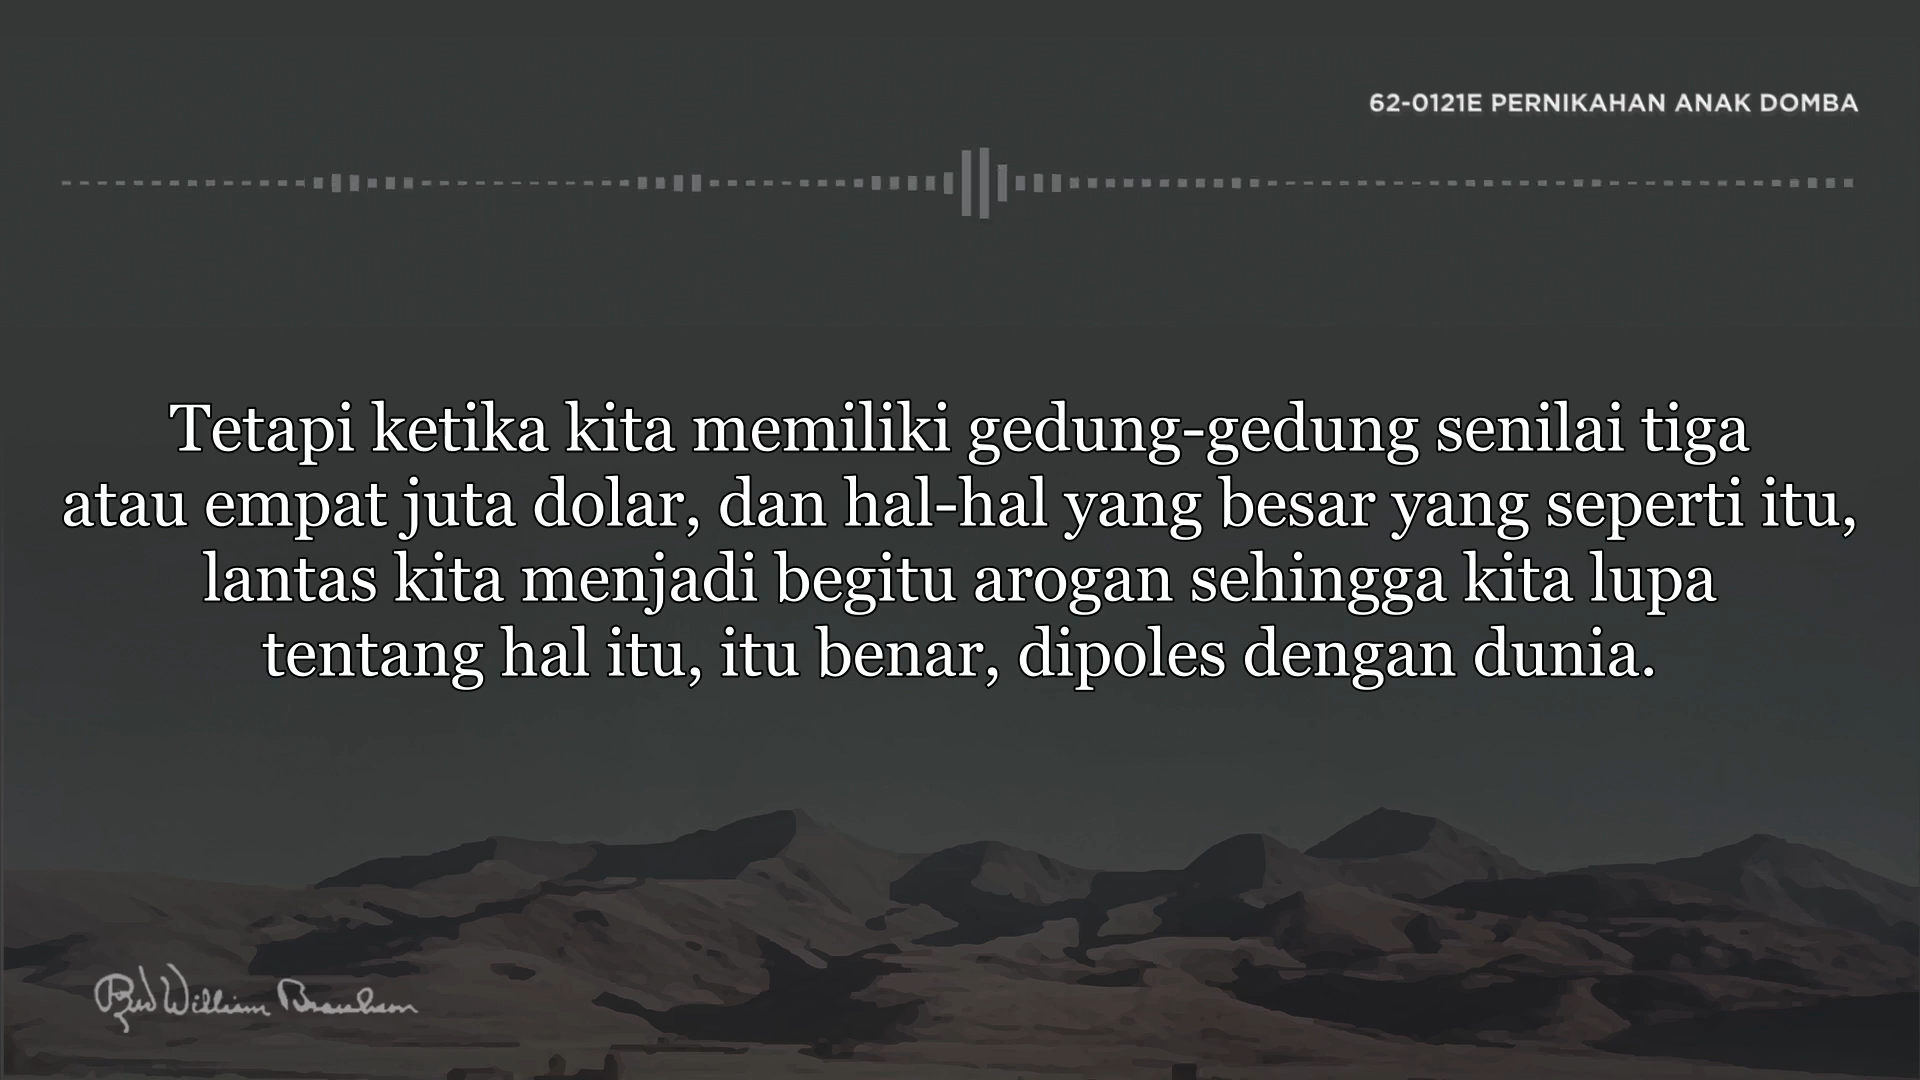 62-0121E PERNIKAHAN ANAK DOMBA
Tetapi ketika kita memiliki gedung-gedung senilai tiga
atau empat juta dolar, dan hal-hal yang besar yang seperti itu,
lantas kita menjadi begitu arogan sehingga kita lupa
tentang hal itu, itu benar, dipoles dengan dunia.
Rev William Branham